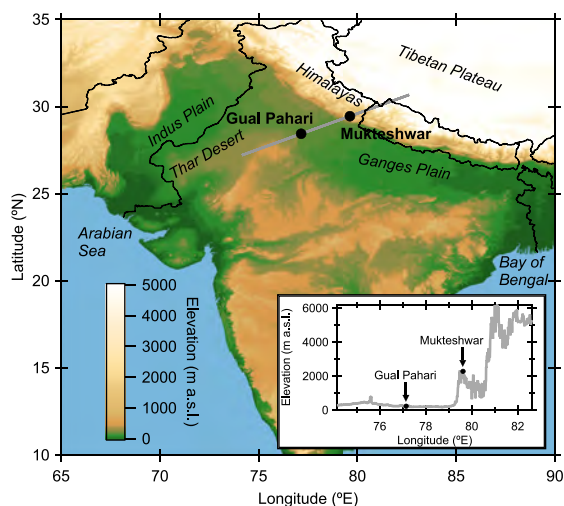 35
30
25
20
15
10
Latitude (ºN)
65
70
75
80
85
90
Longitude (ºE)
Tibetan Plateau
Himalayas
Indus Plain
Gual Pahari
Mukteshwar
Thar Desert
Ganges Plain
Arabian
Sea
Bay of
Bengal
5000
4000
3000
2000
1000
0
Elevation (m a.s.l.)
6000
4000
2000
0
Elevation (m a.s.l.)
Mukteshwar
Gual Pahari
76
78
80
82
Longitude (ºE)